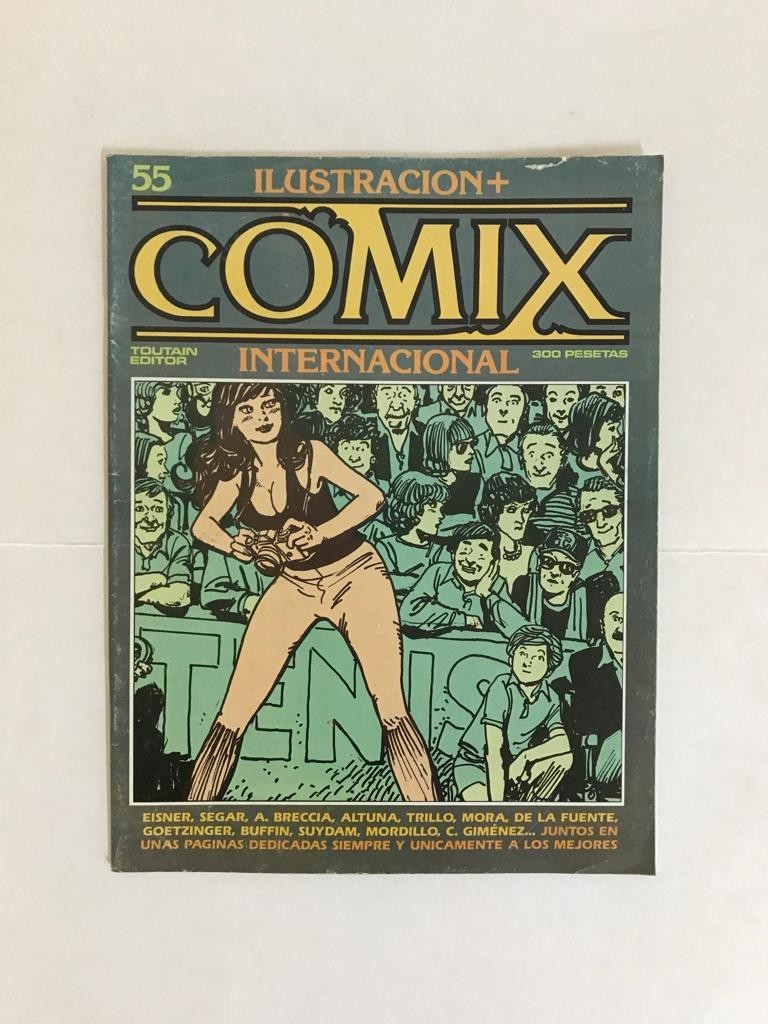 55
ILUSTRACION+
COMIX
TOUTAIN
EDITOR
INTERNACIONAL
300 PESETAS
TENIS
EISNER, SEGAR, A. BRECCIA, ALTUNA, TRILLO, MORA, DE LA FUENTE,
GOETZINGER, BUFFIN, SUYDAM, MORDILLO, C. GIMÉNEZ... JUNTOS EN
UNAS PAGINAS DEDICADAS SIEMPRE Y UNICAMENTE A LOS MEJORES